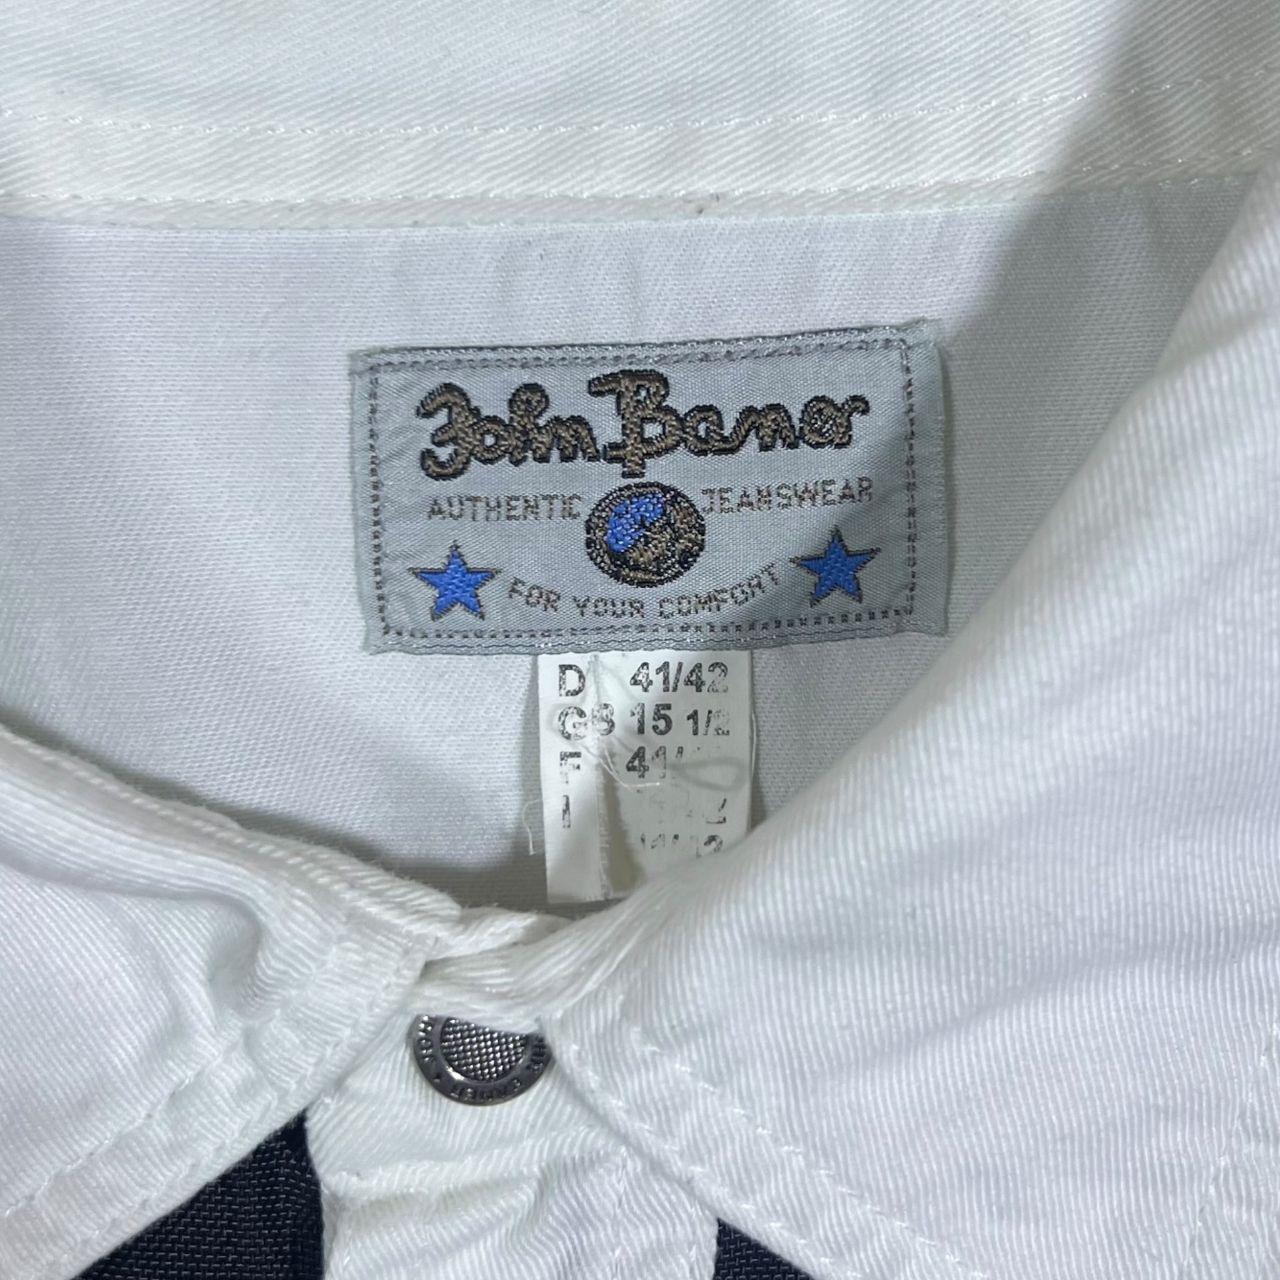 John Baner
AUTHENTIC JEANSWEAR
FOR YOUR COMFORT
D 41/42
GB 15 1/2
F 41/
I